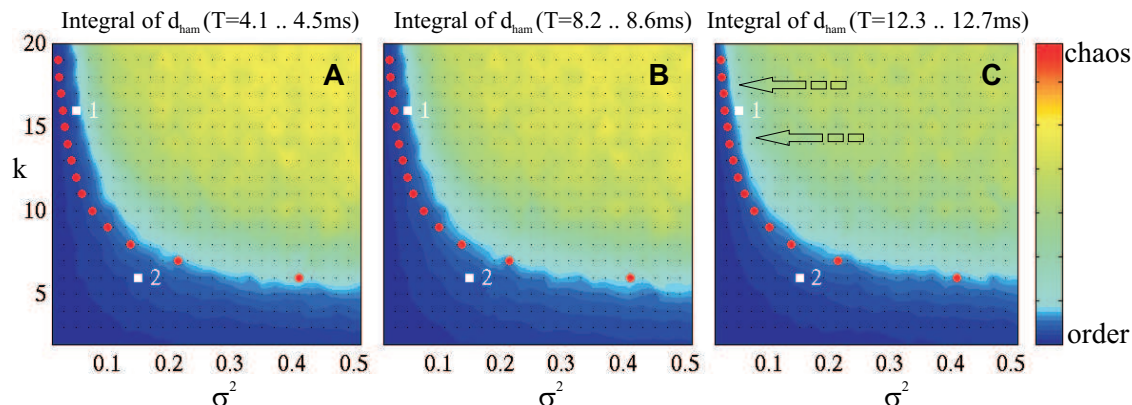 Integral of d_ham (T=4.1 .. 4.5ms)
Integral of d_ham (T=8.2 .. 8.6ms)
Integral of d_ham (T=12.3 .. 12.7ms)
20
A
B
C
chaos
1
1
1
15
k
10
2
2
2
5
order
0.1 0.2 0.3 0.4 0.5
0.1 0.2 0.3 0.4 0.5
0.1 0.2 0.3 0.4 0.5
σ²
σ²
σ²